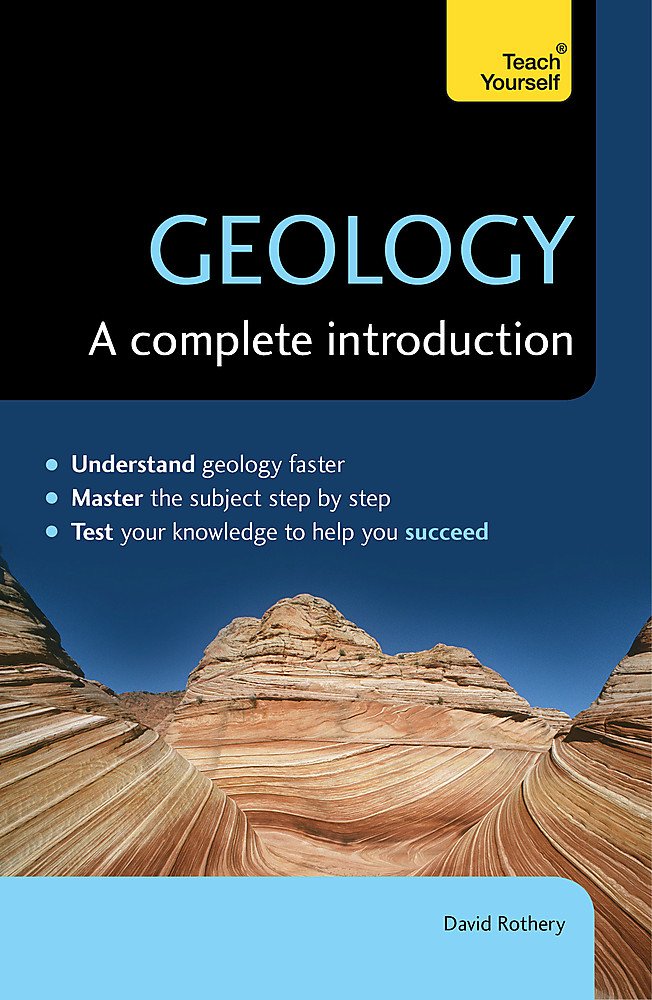 Teach®
Yourself
GEOLOGY
A complete introduction
• Understand geology faster
• Master the subject step by step
• Test your knowledge to help you succeed
David Rothery